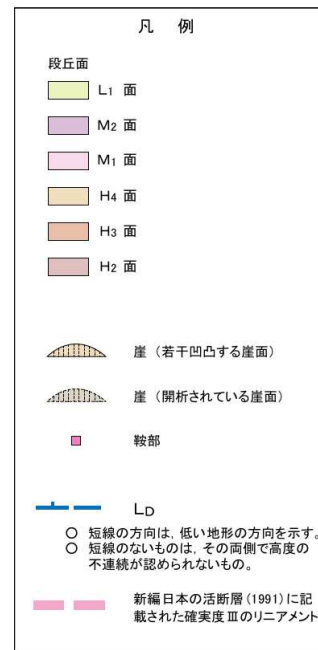 凡 例
段丘面
L1 面
M2 面
M1 面
H4 面
H3 面
H2 面
崖（若干凹凸する崖面）
崖（開析されている崖面）
鞍部
LD
○ 短線の方向は，低い地形の方向を示す。
○ 短線のないものは，その両側で高度の
不連続が認められないもの。
新編日本の活断層(1991)に記
載された確実度Ⅲのリニアメント